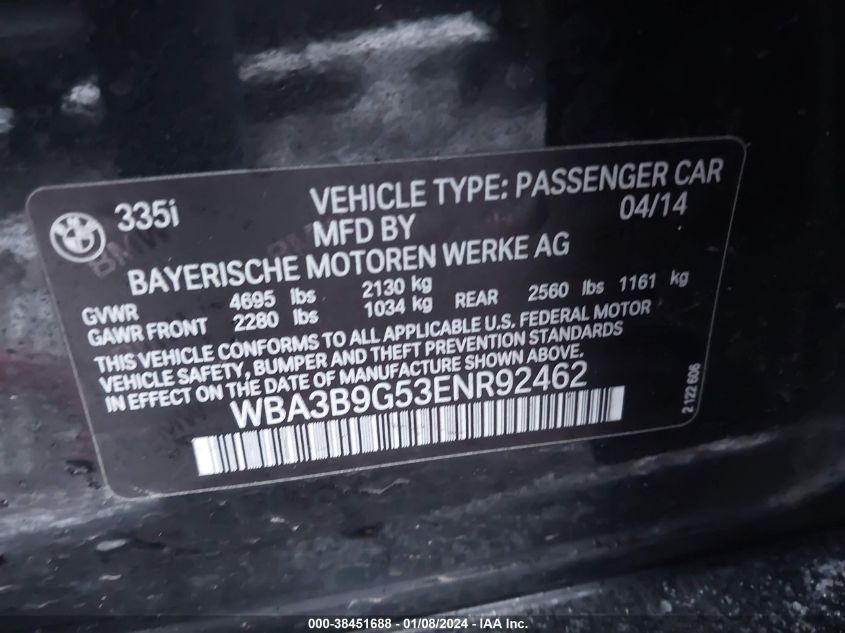 BMW 335i VEHICLE TYPE: PASSENGER CAR
MFD BY 04/14
BAYERISCHE MOTOREN WERKE AG
GVWR 4695 lbs 2130 kg
GAWR FRONT 2280 lbs 1034 kg REAR 2560 lbs 1161 kg
THIS VEHICLE CONFORMS TO ALL APPLICABLE U.S. FEDERAL MOTOR
VEHICLE SAFETY, BUMPER AND THEFT PREVENTION STANDARDS
IN EFFECT ON THE DATE OF MANUFACTURE SHOWN ABOVE.
WBA3B9G53ENR92462
2 122 606
000-38451688 - 01/08/2024 - IAA, Inc.